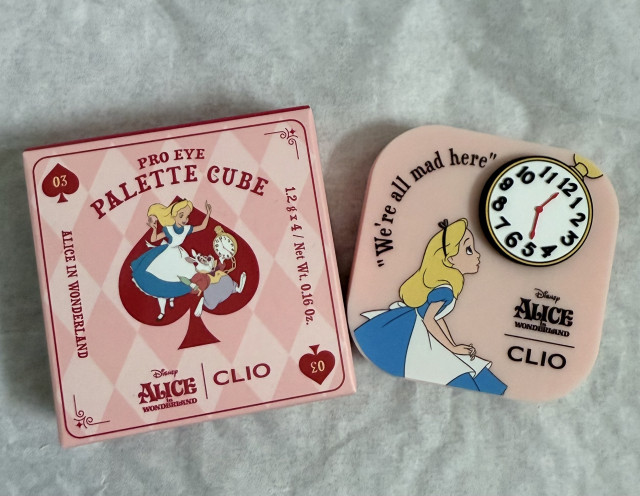 03
PRO EYE
PALETTE CUBE
ALICE IN WONDERLAND
1.2 g x 4 / Net Wt. 0.16 Oz.
Disney
ALICE
in
WONDERLAND
CLIO
03
"We're all mad here"
12
1
2
3
4
5
6
7
8
9
10
11
Disney
ALICE
in
WONDERLAND
CLIO